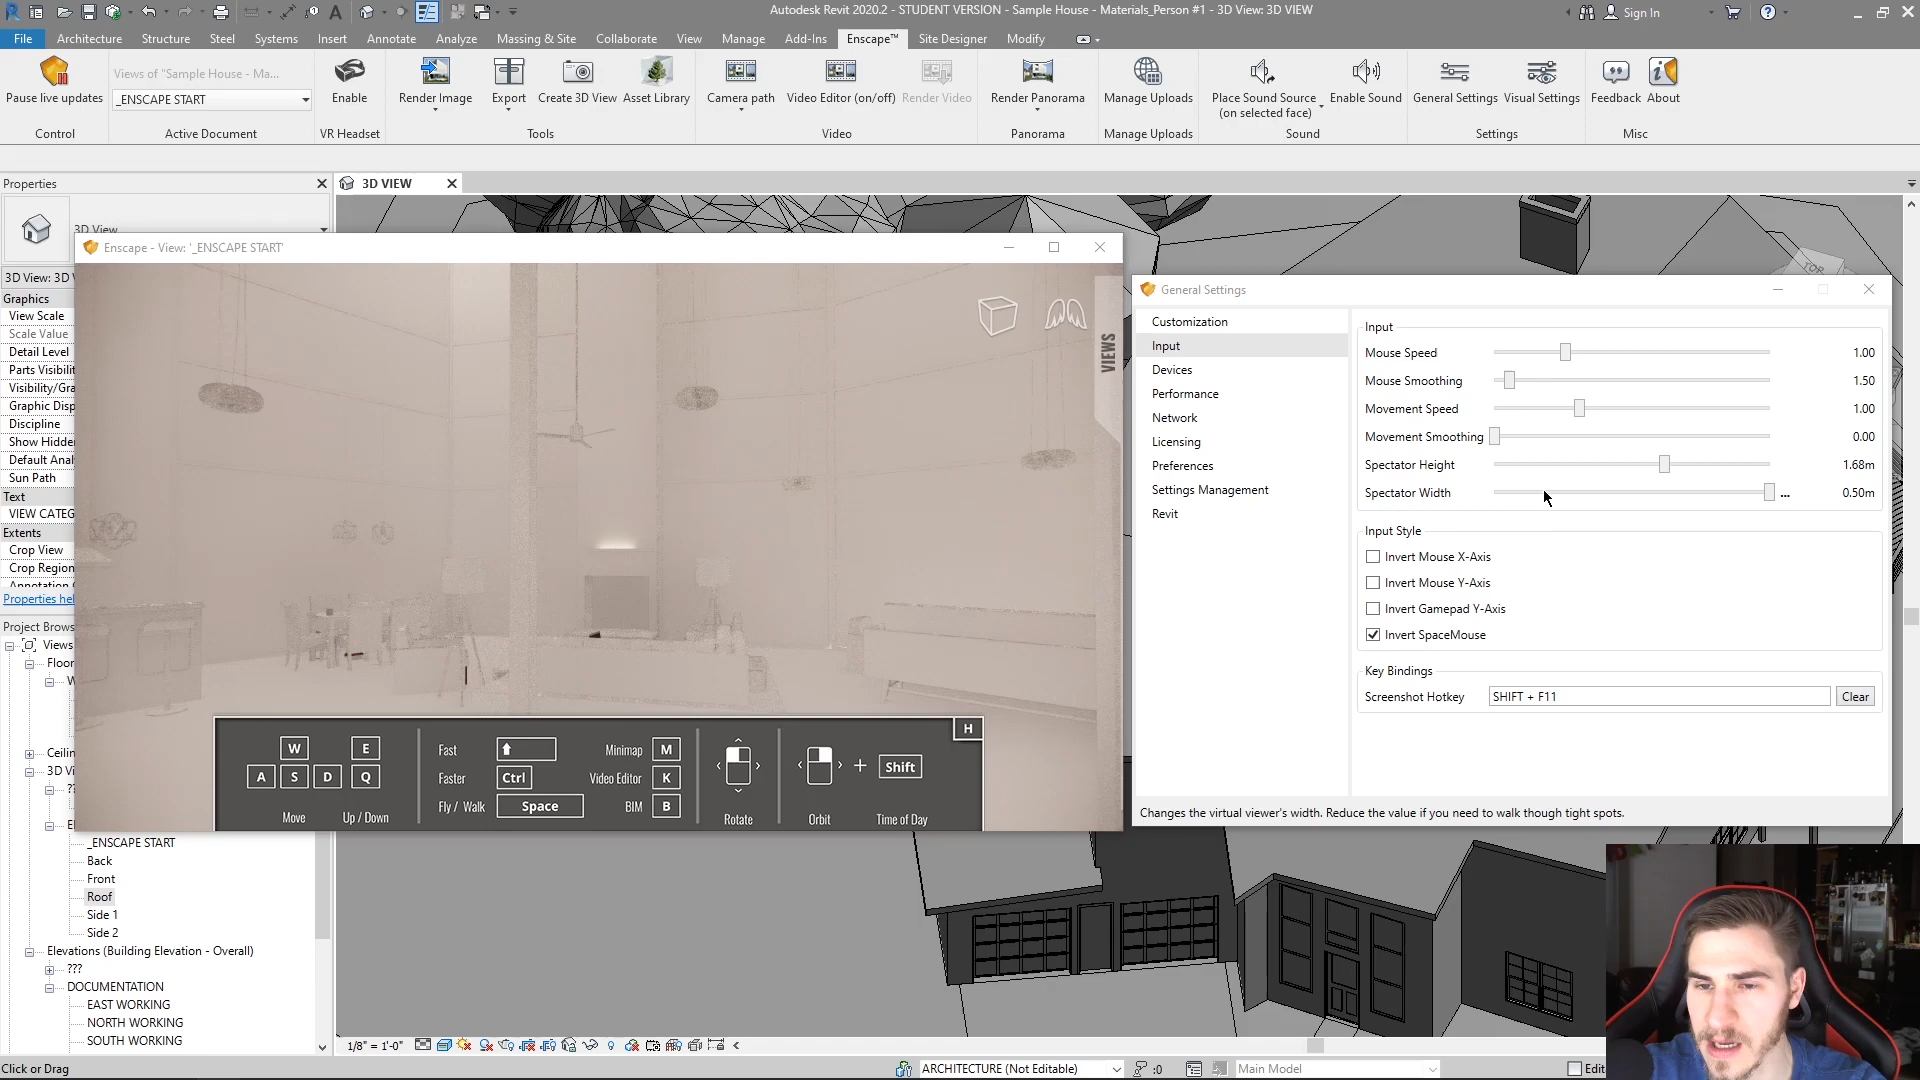 Autodesk Revit 2020.2 - STUDENT VERSION - Sample House - Materials_Person #1 - 3D View: 3D VIEW
Sign In
File Architecture Structure Steel Systems Insert Annotate Analyze Massing & Site Collaborate View Manage Add-Ins Enscape™ Site Designer Modify
Views of "Sample House - Ma...
_ENSCAPE START
Pause live updates
Enable
Render Image
Export
Create 3D View
Asset Library
Camera path
Video Editor (on/off)
Render Video
Render Panorama
Manage Uploads
Place Sound Source
(on selected face)
Enable Sound
General Settings
Visual Settings
Feedback
About
Control
Active Document
VR Headset
Tools
Video
Panorama
Manage Uploads
Sound
Settings
Misc
Properties
3D VIEW
3D View
3D View: 3D V
Graphics
View Scale
Scale Value
Detail Level
Parts Visibilit
Visibility/Gra
Graphic Disp
Discipline
Show Hidden
Default Anal
Sun Path
Text
VIEW CATEG
Extents
Crop View
Crop Region
Annotation C
Properties hel
Project Brows
Views
Floor
W
Ceilin
3D Vi
??
El
_ENSCAPE START
Back
Front
Roof
Side 1
Side 2
Elevations (Building Elevation - Overall)
???
DOCUMENTATION
EAST WORKING
NORTH WORKING
SOUTH WORKING
Enscape - View: '_ENSCAPE START'
VIEWS
H
W E
A S D Q
Move
Up / Down
Fast
Faster
Ctrl
Fly / Walk
Space
Minimap M
Video Editor K
BIM B
Rotate
Orbit
+ Shift
Time of Day
TOP
General Settings
Customization
Input
Devices
Performance
Network
Licensing
Preferences
Settings Management
Revit
Input
Mouse Speed 1.00
Mouse Smoothing 1.50
Movement Speed 1.00
Movement Smoothing 0.00
Spectator Height 1.68m
Spectator Width ... 0.50m
Input Style
Invert Mouse X-Axis
Invert Mouse Y-Axis
Invert Gamepad Y-Axis
Invert SpaceMouse
Key Bindings
Screenshot Hotkey SHIFT + F11 Clear
Changes the virtual viewer's width. Reduce the value if you need to walk though tight spots.
1/8" = 1'-0"
Click or Drag
ARCHITECTURE (Not Editable)
:0
Main Model
Edit